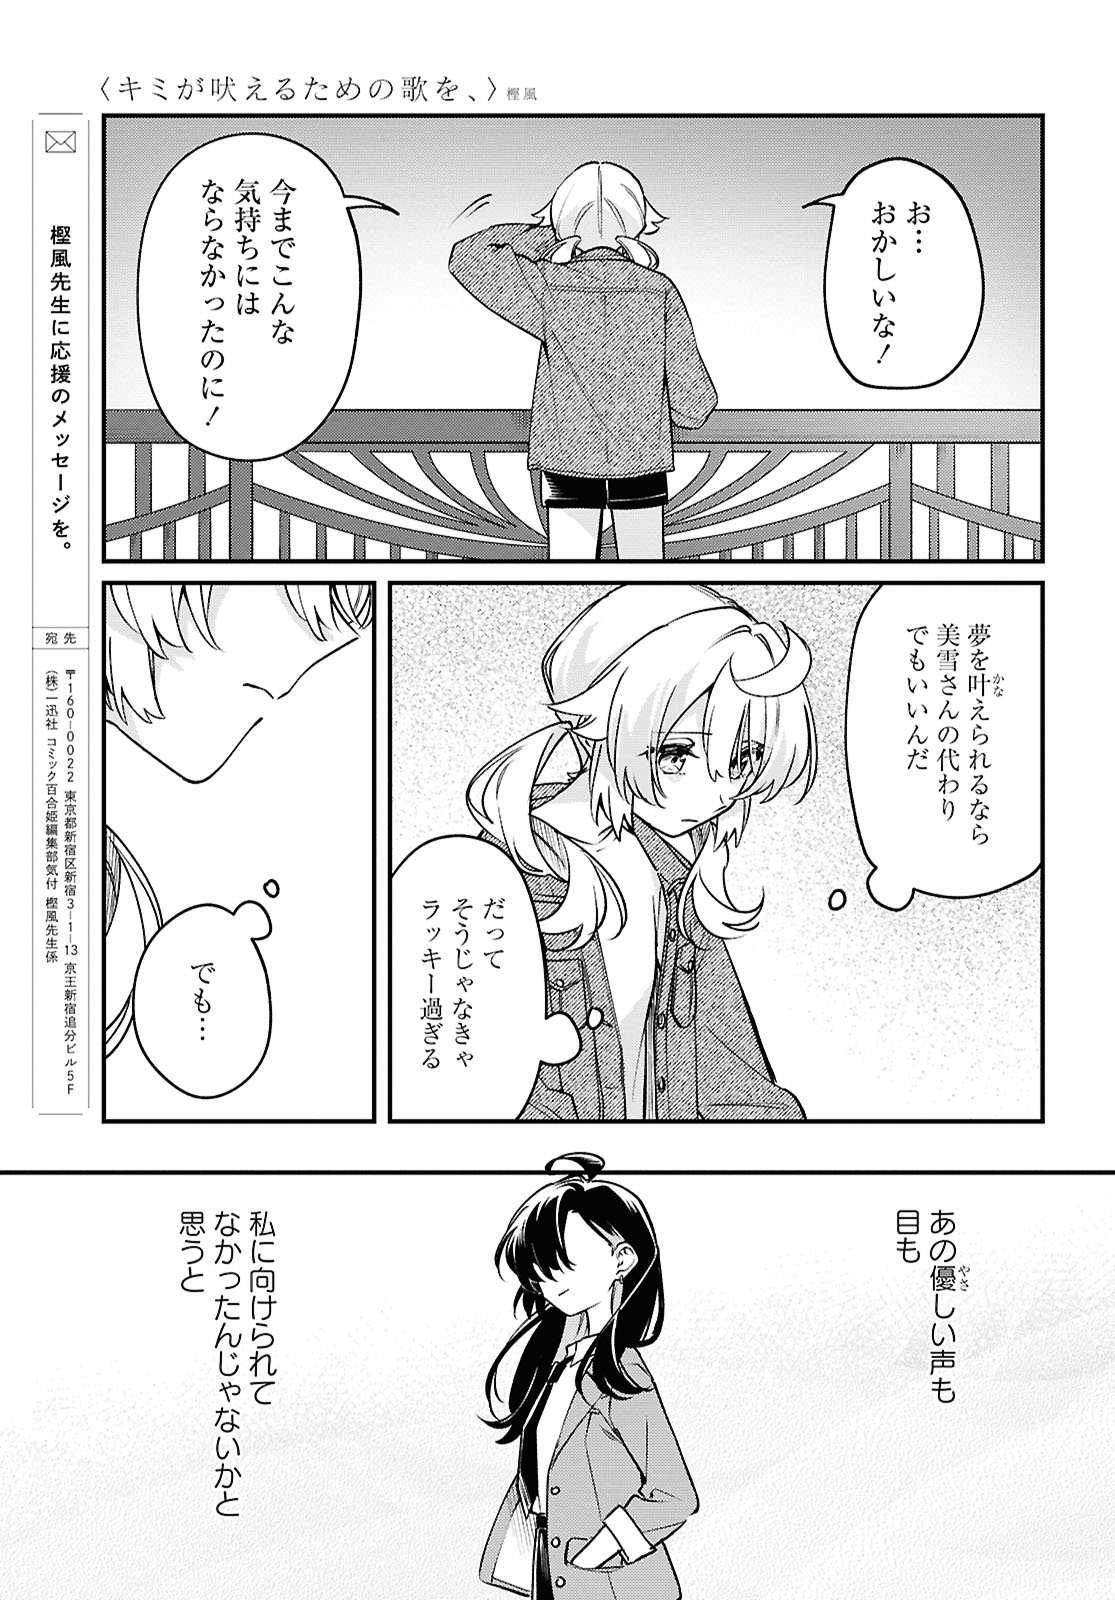 〈キミが吠えるための歌を、〉樫風
お…
おかしいな！
今までこんな
気持ちには
ならなかったのに！
夢を叶えられるなら
かな
美雪さんの代わり
でもいいんだ
だって
そうじゃなきゃ
ラッキー過ぎる
でも…
あの優しい声も
やさ
目も
私に向けられて
なかったんじゃないかと
思うと
樫風先生に応援のメッセージを。
宛先
〒160-0022 東京都新宿区新宿3-1-13 京王新宿追分ビル5F
（株）一迅社 コミック百合姫編集部気付 樫風先生係